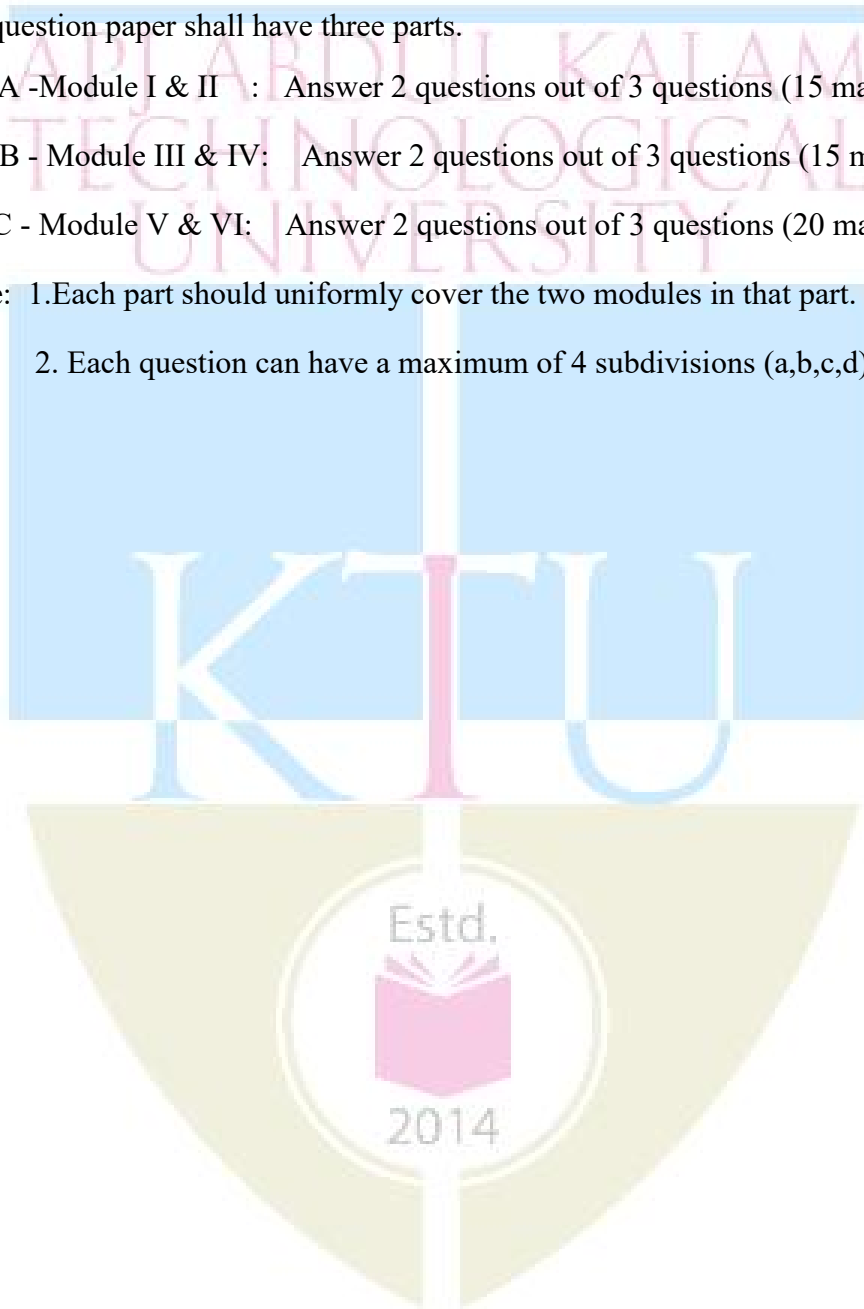 question paper shall have three parts.
A -Module I & II : Answer 2 questions out of 3 questions (15 ma
B - Module III & IV: Answer 2 questions out of 3 questions (15 m
C - Module V & VI: Answer 2 questions out of 3 questions (20 ma
: 1.Each part should uniformly cover the two modules in that part.
2. Each question can have a maximum of 4 subdivisions (a,b,c,d)
APJ ABDUL KALAM
TECHNOLOGICAL
UNIVERSITY
KTU
Estd.
2014